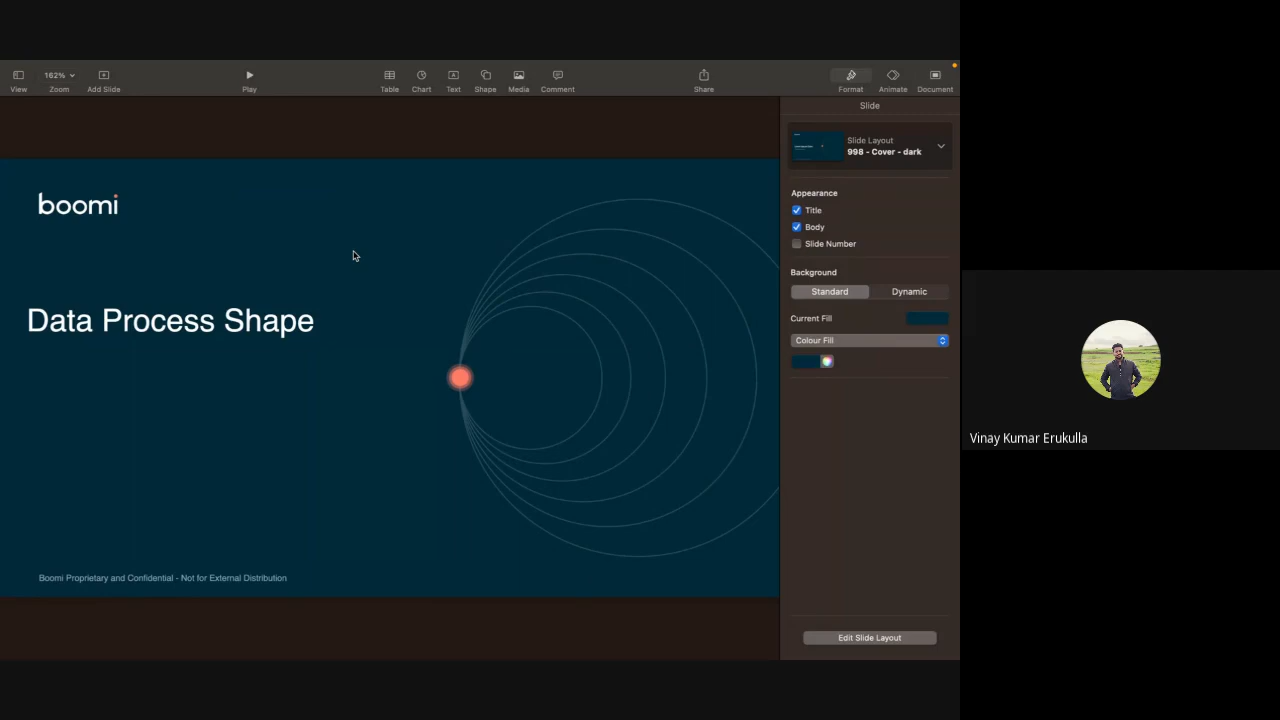 View
162%
Zoom
Add Slide
Play
Table
Chart
Text
Shape
Media
Comment
Share
Format
Animate
Document
Slide
Slide Layout
998 - Cover - dark
Appearance
Title
Body
Slide Number
Background
Standard
Dynamic
Current Fill
Colour Fill
Edit Slide Layout
boomi
Data Process Shape
Boomi Proprietary and Confidential - Not for External Distribution
Vinay Kumar Erukulla